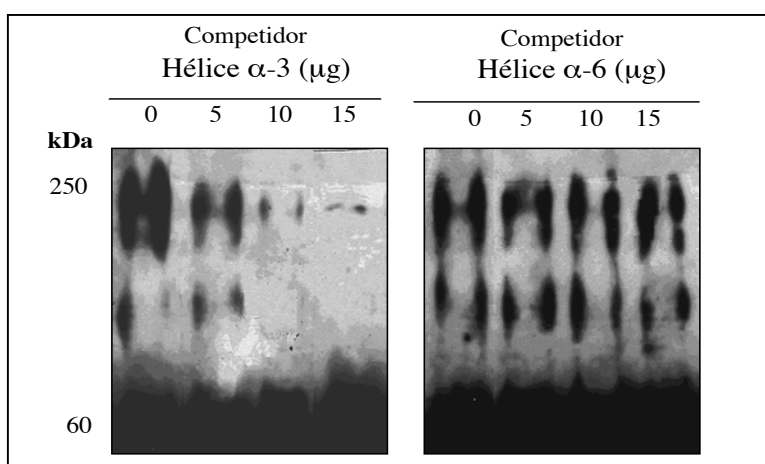 Competidor
Hélice α-3 (μg)
Competidor
Hélice α-6 (μg)
0 5 10 15
0 5 10 15
kDa
250
60